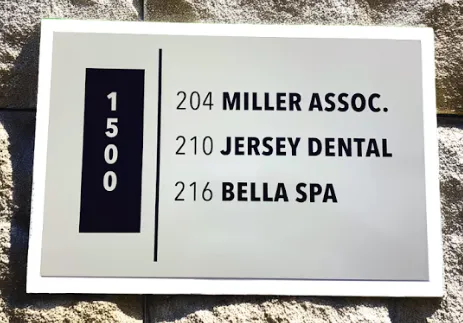 1500
204 MILLER ASSOC.
210 JERSEY DENTAL
216 BELLA SPA